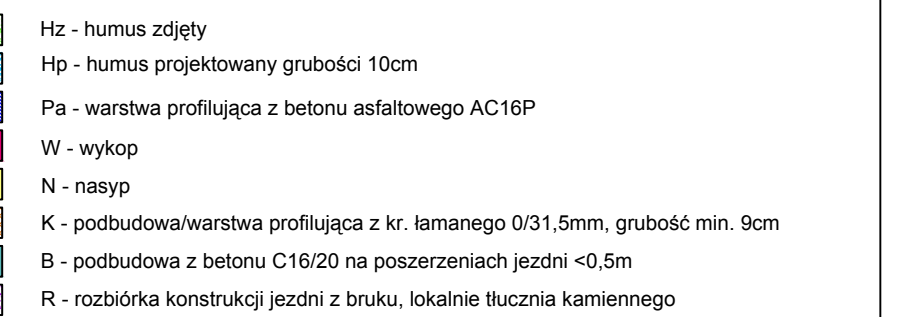 Hz - humus zdjęty
Hp - humus projektowany grubości 10cm
Pa - warstwa profilująca z betonu asfaltowego AC16P
W - wykop
N - nasyp
K - podbudowa/warstwa profilująca z kr. łamanego 0/31,5mm, grubość min. 9cm
B - podbudowa z betonu C16/20 na poszerzeniach jezdni <0,5m
R - rozbiórka konstrukcji jezdni z bruku, lokalnie tłucznia kamiennego